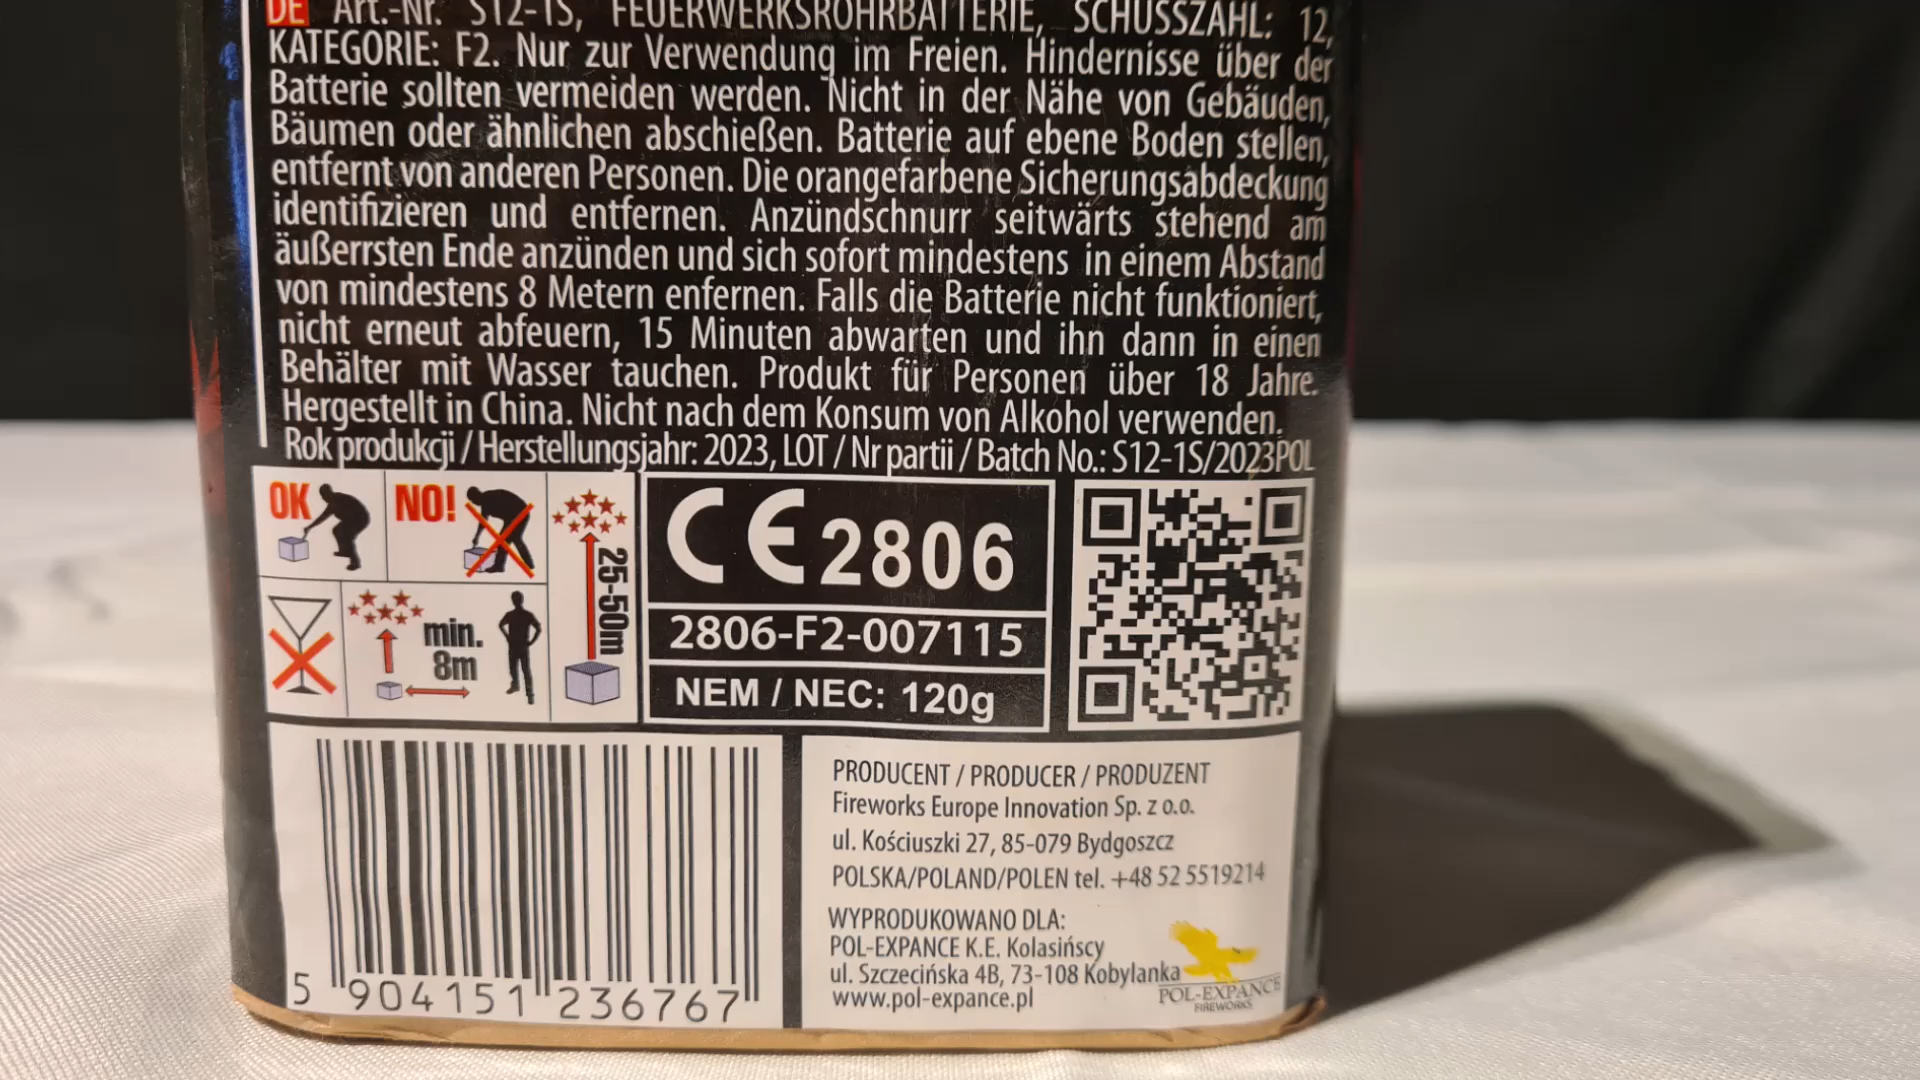 DE Art.-Nr. S12-1S, FEUERWERKSROHRBATTERIE, SCHUSSZAHL: 12,
KATEGORIE: F2. Nur zur Verwendung im Freien. Hindernisse über der
Batterie sollten vermeiden werden. Nicht in der Nähe von Gebäuden,
Bäumen oder ähnlichen abschießen. Batterie auf ebene Boden stellen,
entfernt von anderen Personen. Die orangefarbene Sicherungsabdeckung
identifizieren und entfernen. Anzündschnurr seitwärts stehend am
äußerrsten Ende anzünden und sich sofort mindestens in einem Abstand
von mindestens 8 Metern enfernen. Falls die Batterie nicht funktioniert,
nicht erneut abfeuern, 15 Minuten abwarten und ihn dann in einen
Behälter mit Wasser tauchen. Produkt für Personen über 18 Jahre.
Hergestellt in China. Nicht nach dem Konsum von Alkohol verwenden.
Rok produkcji / Herstellungsjahr: 2023, LOT / Nr partii / Batch No.: S12-1S/2023POL
OK
NO!
25-50m
min.
8m
CE 2806
2806-F2-007115
NEM / NEC: 120g
5 904151 236767
PRODUCENT / PRODUCER / PRODUZENT
Fireworks Europe Innovation Sp. z o.o.
ul. Kościuszki 27, 85-079 Bydgoszcz
POLSKA/POLAND/POLEN tel. +48 52 5519214
WYPRODUKOWANO DLA:
POL-EXPANCE K.E. Kolasińscy
ul. Szczecińska 4B, 73-108 Kobylanka
www.pol-expance.pl
POL-EXPANCE
FIREWORKS